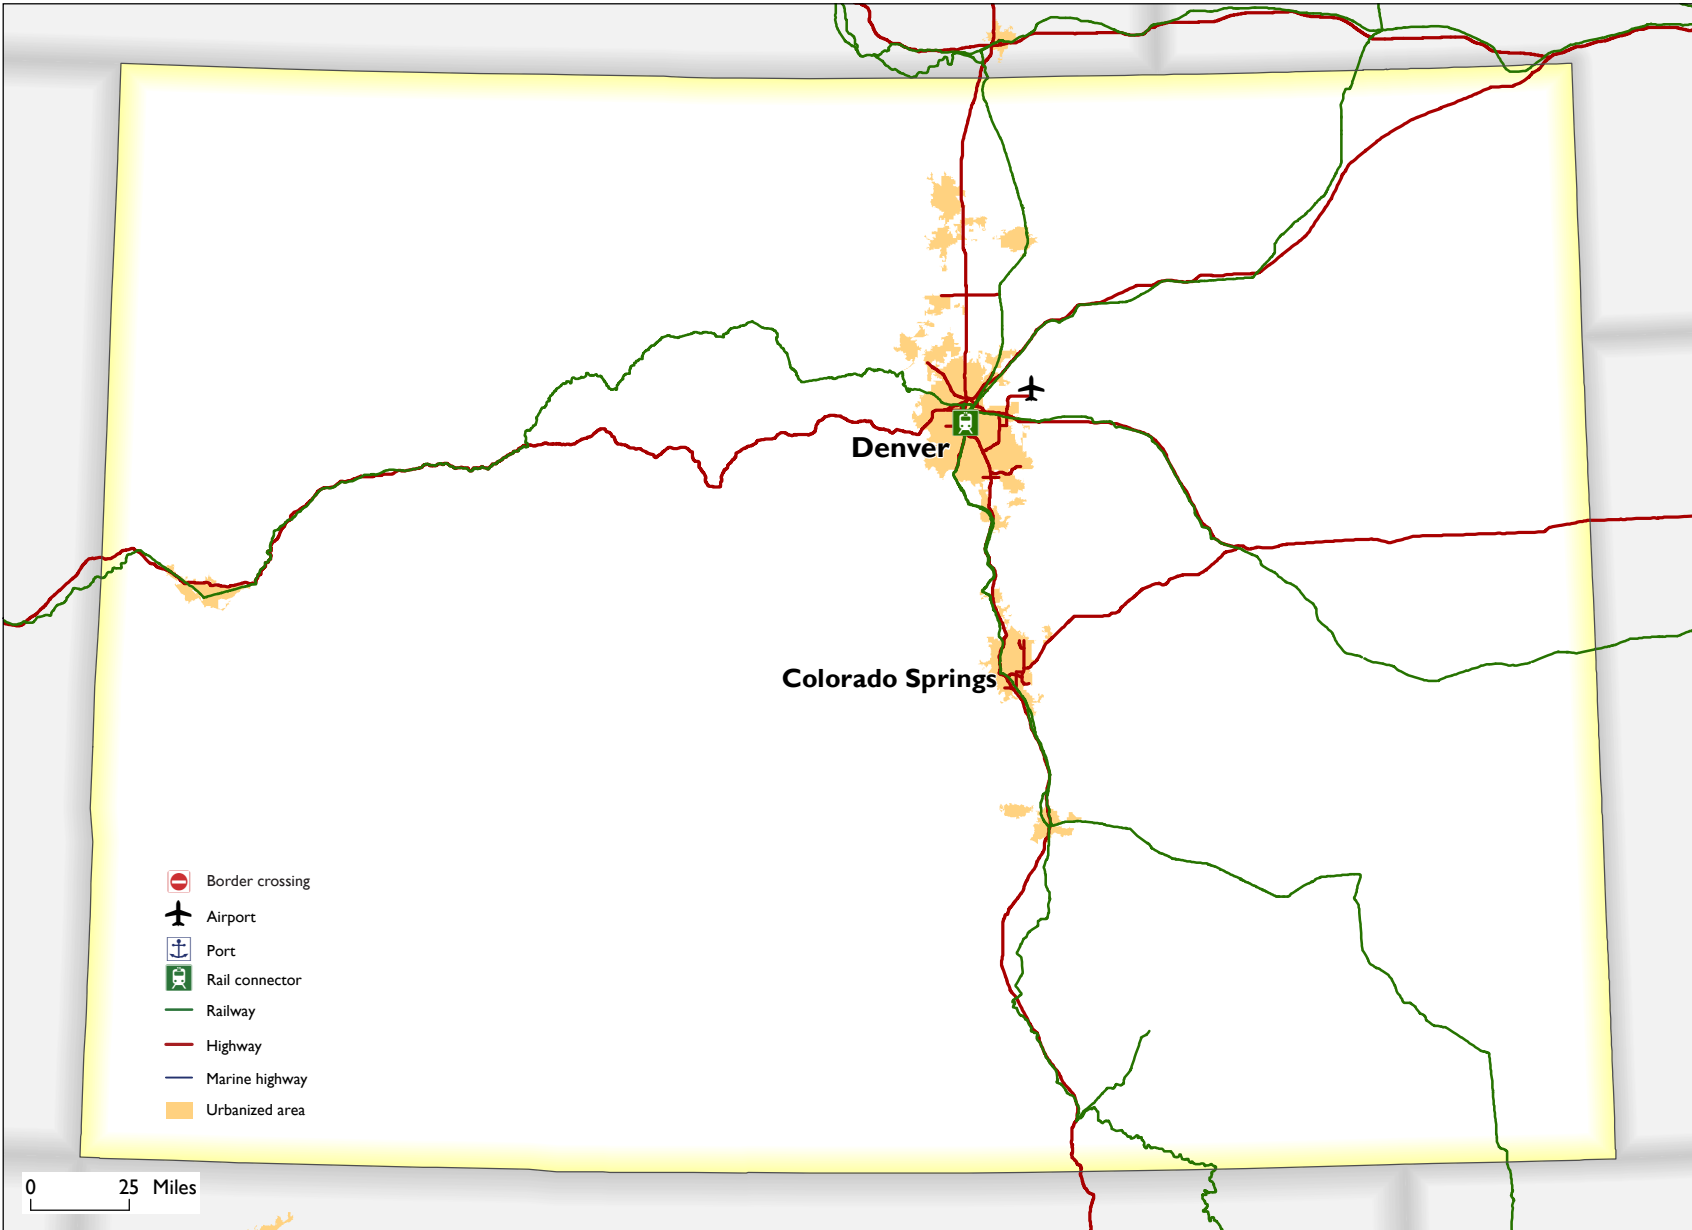 Denver
Colorado Springs
Border crossing
Airport
Port
Rail connector
Railway
Highway
Marine highway
Urbanized area
0 25 Miles